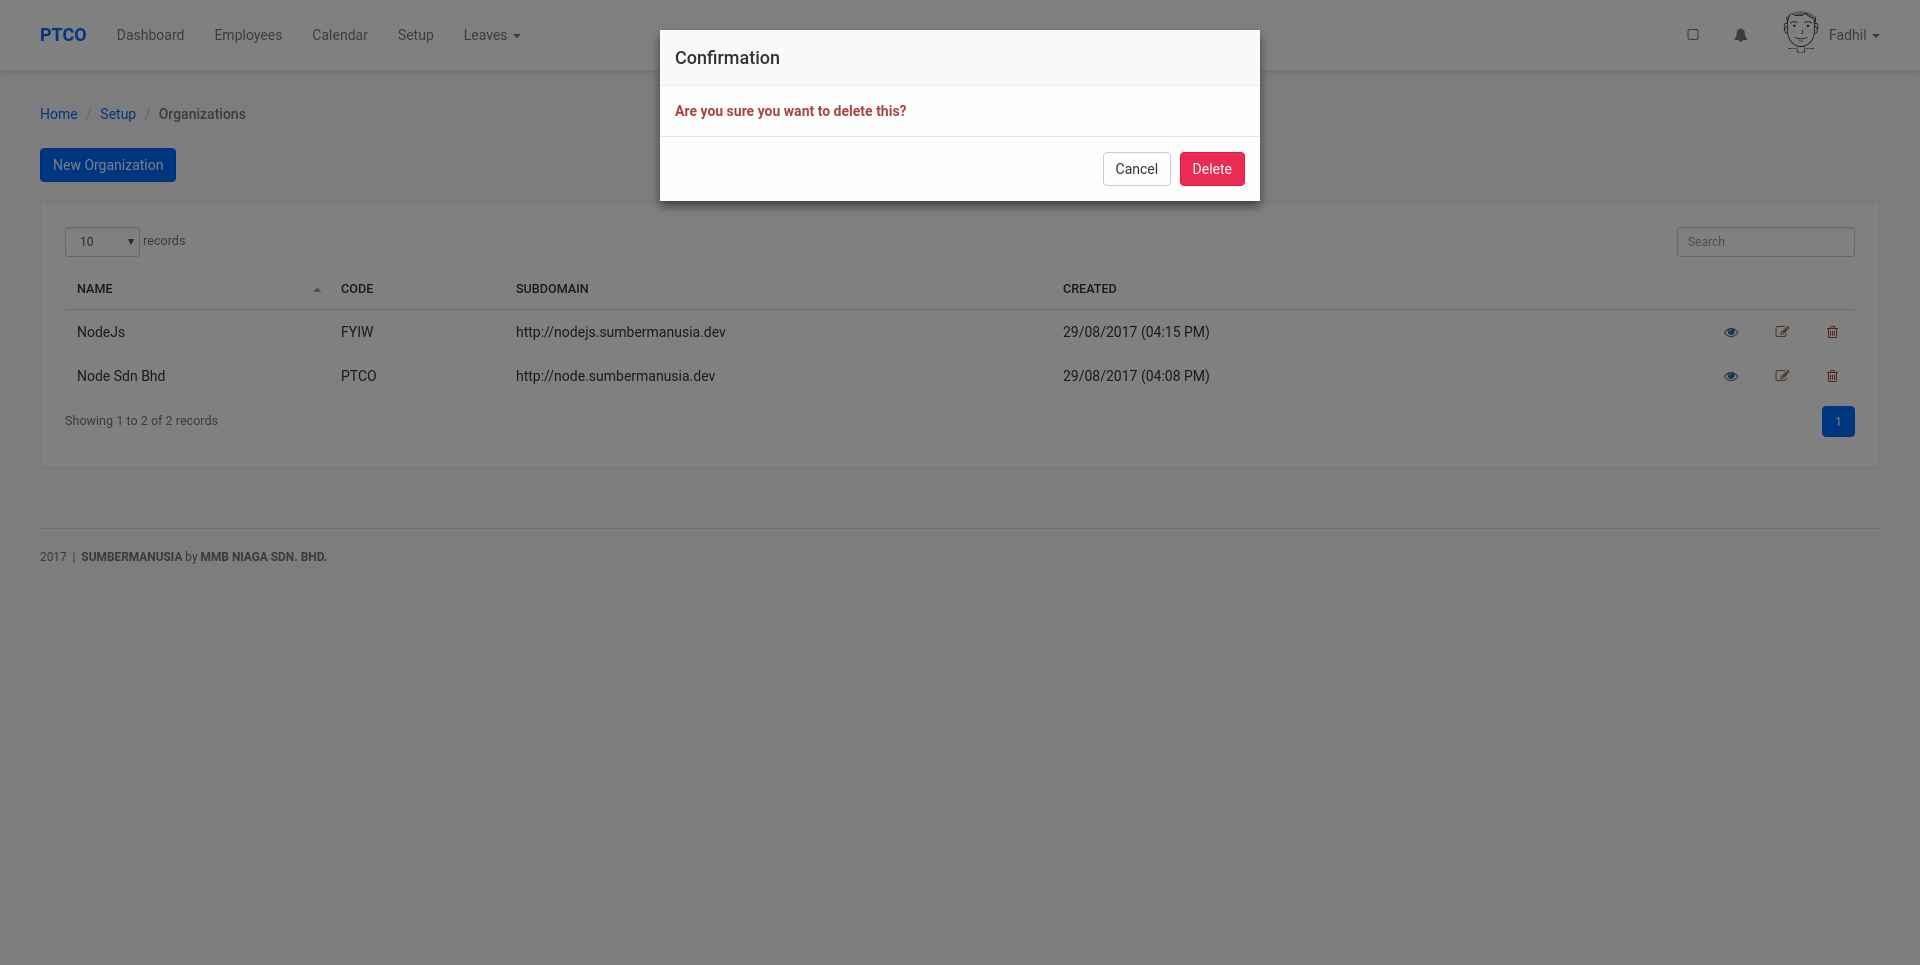 PTCO Dashboard Employees Calendar Setup Leaves Fadhil
Confirmation
Are you sure you want to delete this?
Cancel Delete
Home / Setup / Organizations
New Organization
10 records Search
NAME CODE SUBDOMAIN CREATED
NodeJs FYIW http://nodejs.sumbermanusia.dev 29/08/2017 (04:15 PM)
Node Sdn Bhd PTCO http://node.sumbermanusia.dev 29/08/2017 (04:08 PM)
Showing 1 to 2 of 2 records 1
2017 | SUMBERMANUSIA by MMB NIAGA SDN. BHD.